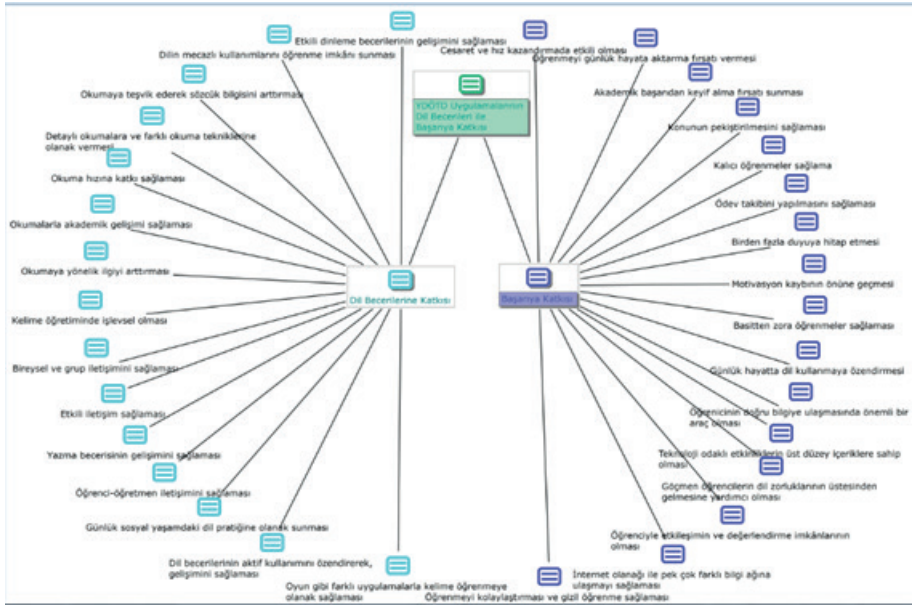 Etkili dinleme becerilerinin gelişimini sağlaması
Dilin mecazlı kullanımlarını öğrenme imkânı sunması
Okumaya teşvik ederek sözcük bilgisini arttırması
Detaylı okumalara ve farklı okuma tekniklerine
olanak vermesi
Okuma hızına katkı sağlaması
Okumalarla akademik gelişimi sağlaması
Okumaya yönelik ilgiyi arttırması
Kelime öğretiminde işlevsel olması
Bireysel ve grup iletişimini sağlaması
Etkili iletişim sağlaması
Yazma becerisinin gelişimini sağlaması
Öğrenci-öğretmen iletişimini sağlaması
Günlük sosyal yaşamdaki dil pratiğine olanak sunması
Dil becerilerinin aktif kullanımını özendirerek,
gelişimini sağlaması
Oyun gibi farklı uygulamalarla kelime öğrenmeye
olanak sağlaması
Dil Becerilerine Katkısı
YDÖTD Uygulamalarının
Dil Becerileri ile
Başarıya Katkısı
Başarıya Katkısı
Cesaret ve hız kazandırmada etkili olması
Öğrenmeyi günlük hayata aktarma fırsatı vermesi
Akademik başarıdan keyif alma fırsatı sunması
Konunun pekiştirilmesini sağlaması
Kalıcı öğrenmeler sağlama
Ödev takibini yapılmasını sağlaması
Birden fazla duyuya hitap etmesi
Motivasyon kaybının önüne geçmesi
Basitten zora öğrenmeler sağlaması
Günlük hayatta dil kullanmaya özendirmesi
Öğrenicinin doğru bilgiye ulaşmasında önemli bir
araç olması
Teknoloji odaklı etkinliklerin üst düzey içeriklere sahip
olması
Göçmen öğrencilerin dil zorluklarının üstesinden
gelmesine yardımcı olması
Öğrenciyle etkileşimin ve değerlendirme imkânlarının
olması
İnternet olanağı ile pek çok farklı bilgi ağına
ulaşmayı sağlaması
Öğrenmeyi kolaylaştırması ve gizil öğrenme sağlaması